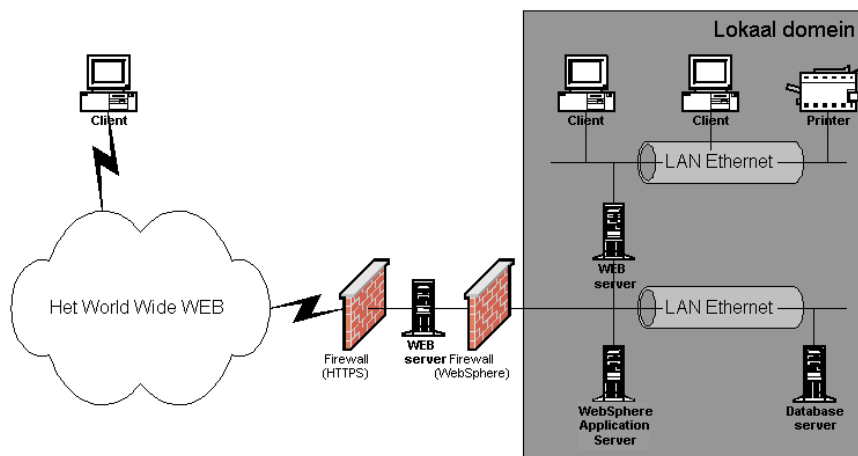 Lokaal domein
Client
Client
Client
Printer
LAN Ethernet
WEB
server
Het World Wide WEB
LAN Ethernet
WEB
server
Firewall
(HTTPS)
Firewall
(WebSphere)
WebSphere
Application
Server
Database
server